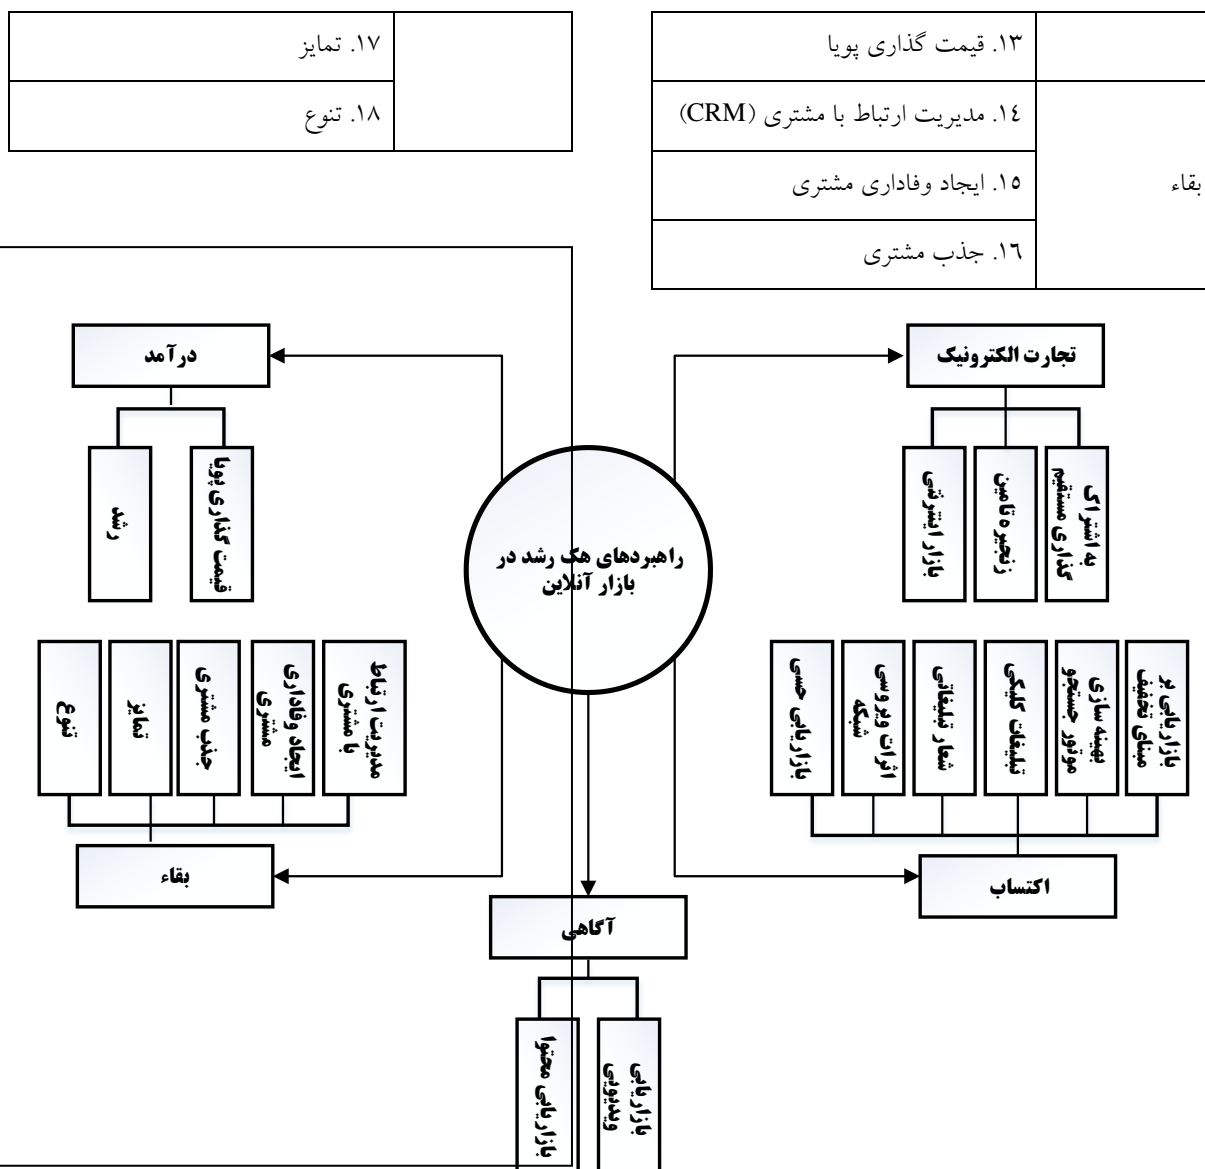 ۱۳. قیمت گذاری پویا
۱۴. مدیریت ارتباط با مشتری (CRM)
بقاء
۱۵. ایجاد وفاداری مشتری
۱۶. جذب مشتری
۱۷. تمایز
۱۸. تنوع
تجارت الکترونیک
به اشتراک
گذاری مستقیم
زنجیره تامین
بازار اینترنتی
درآمد
قیمت گذاری پویا
رشد
راهبردهای هک رشد در
بازار آنلاین
بازاریابی بر
مبنای تخفیف
بهینه سازی
موتور جستجو
تبلیغات کلیکی
شعار تبلیغاتی
اثرات ویروسی
شبکه
بازاریابی حسی
اکتساب
مدیریت ارتباط
با مشتری
ایجاد وفاداری
مشتری
جذب مشتری
تمایز
تنوع
بقاء
آگاهی
بازاریابی
ویدیویی
بازاریابی محتوا